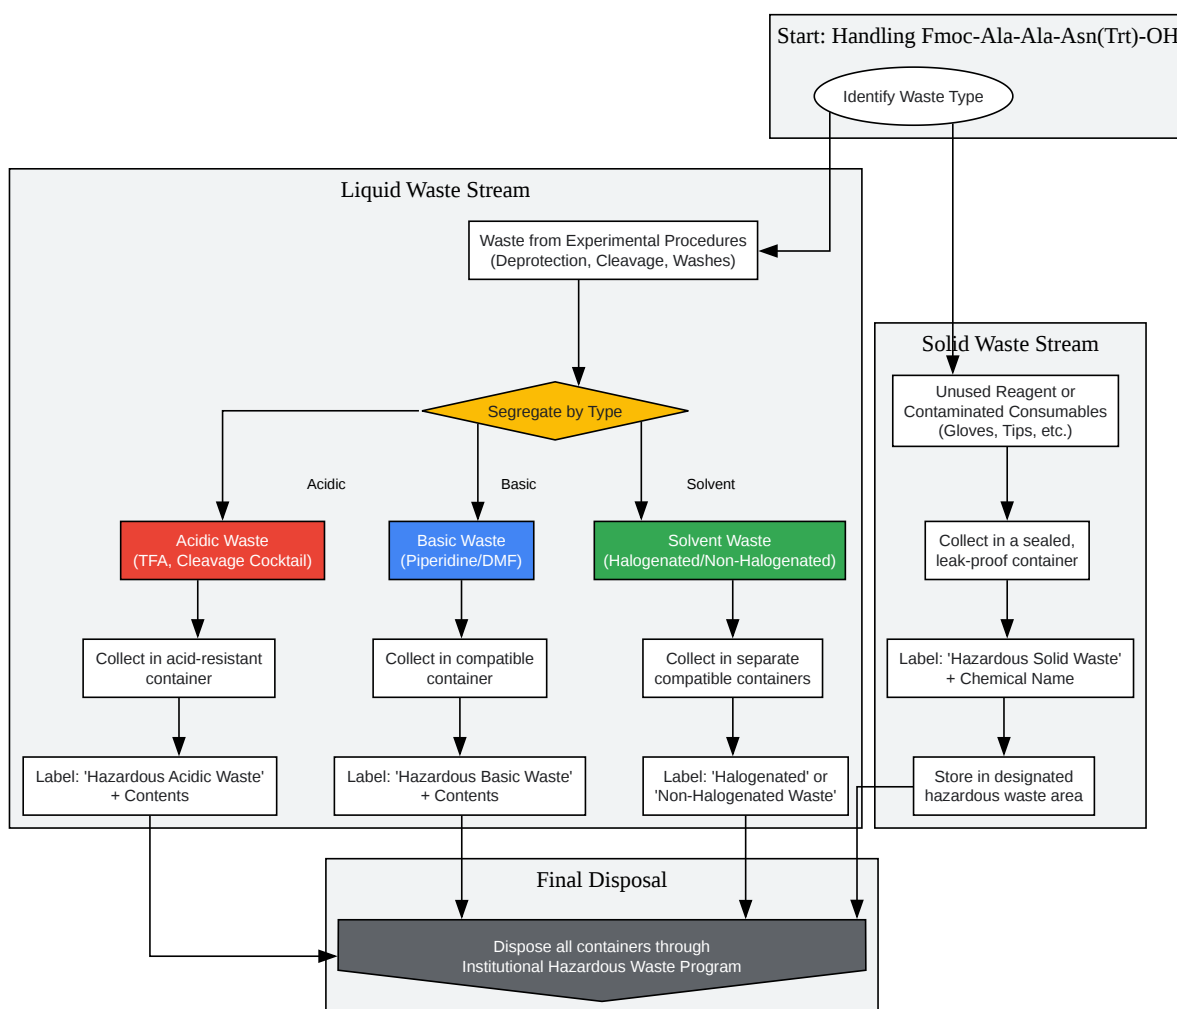 Start: Handling Fmoc-Ala-Ala-Asn(Trt)-OH
Identify Waste Type
Liquid Waste Stream
Waste from Experimental Procedures
(Deprotection, Cleavage, Washes)
Segregate by Type
Acidic
Basic
Solvent
Acidic Waste
(TFA, Cleavage Cocktail)
Basic Waste
(Piperidine/DMF)
Solvent Waste
(Halogenated/Non-Halogenated)
Collect in acid-resistant
container
Collect in compatible
container
Collect in separate
compatible containers
Label: 'Hazardous Acidic Waste'
+ Contents
Label: 'Hazardous Basic Waste'
+ Contents
Label: 'Halogenated' or
'Non-Halogenated Waste'
Solid Waste Stream
Unused Reagent or
Contaminated Consumables
(Gloves, Tips, etc.)
Collect in a sealed,
leak-proof container
Label: 'Hazardous Solid Waste'
+ Chemical Name
Store in designated
hazardous waste area
Final Disposal
Dispose all containers through
Institutional Hazardous Waste Program